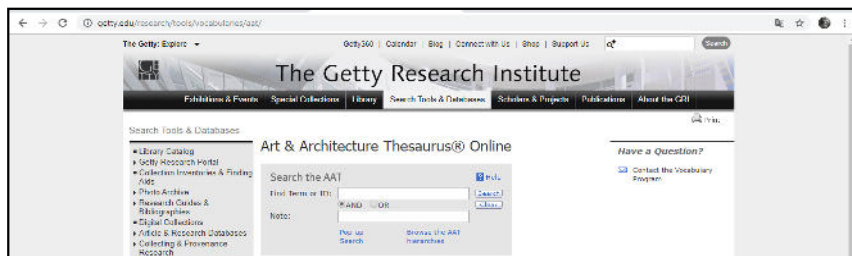 getty.edu/research/tools/vocabularies/aat/
The Getty: Explore
Getty360 | Calendar | Blog | Connect with Us | Shop | Support Us
Search
The Getty Research Institute
Exhibitions & Events Special Collections Library Search Tools & Databases Scholars & Projects Publications About the GRI
Print
Search Tools & Databases
Library Catalog
Getty Research Portal
Collection Inventories & Finding
Aids
Photo Archive
Research Guides &
Bibliographies
Digital Collections
Article & Research Databases
Collecting & Provenance
Research
Art & Architecture Thesaurus® Online
Search the AAT
? Help
Find Term or ID:
Search
AND OR
Clear
Note:
Pop-up
Search
Browse the AAT
hierarchies
Have a Question?
Contact the Vocabulary
Program